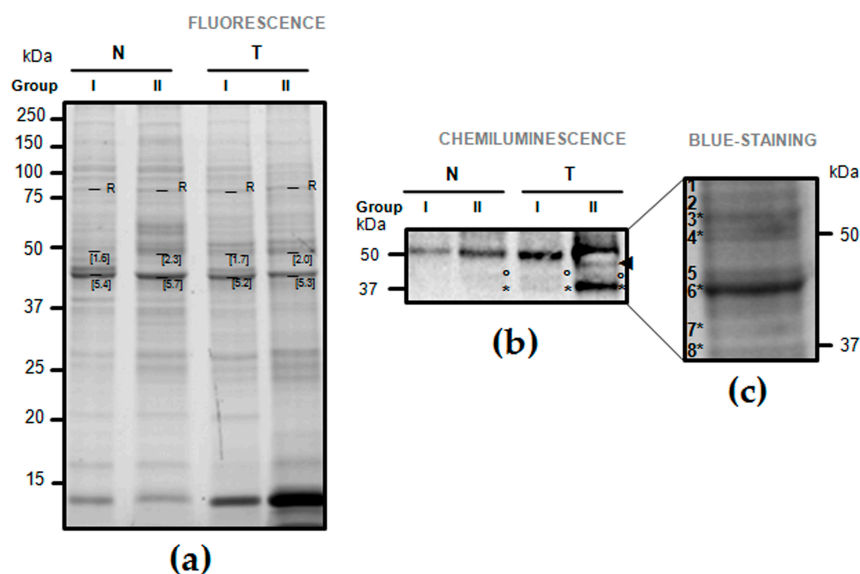 FLUORESCENCE
kDa N T
Group I II I II
250
150
100
75
R R R R
50
[1.6] [2.3] [1.7] [2.0]
[5.4] [5.7] [5.2] [5.3]
37
25
20
15
(a)
CHEMILUMINESCENCE
N T
Group I II I II
kDa
50
° ° °
37
* * *
(b)
BLUE-STAINING
kDa
1
2
3*
4*
50
5
6*
7*
37
8*
(c)